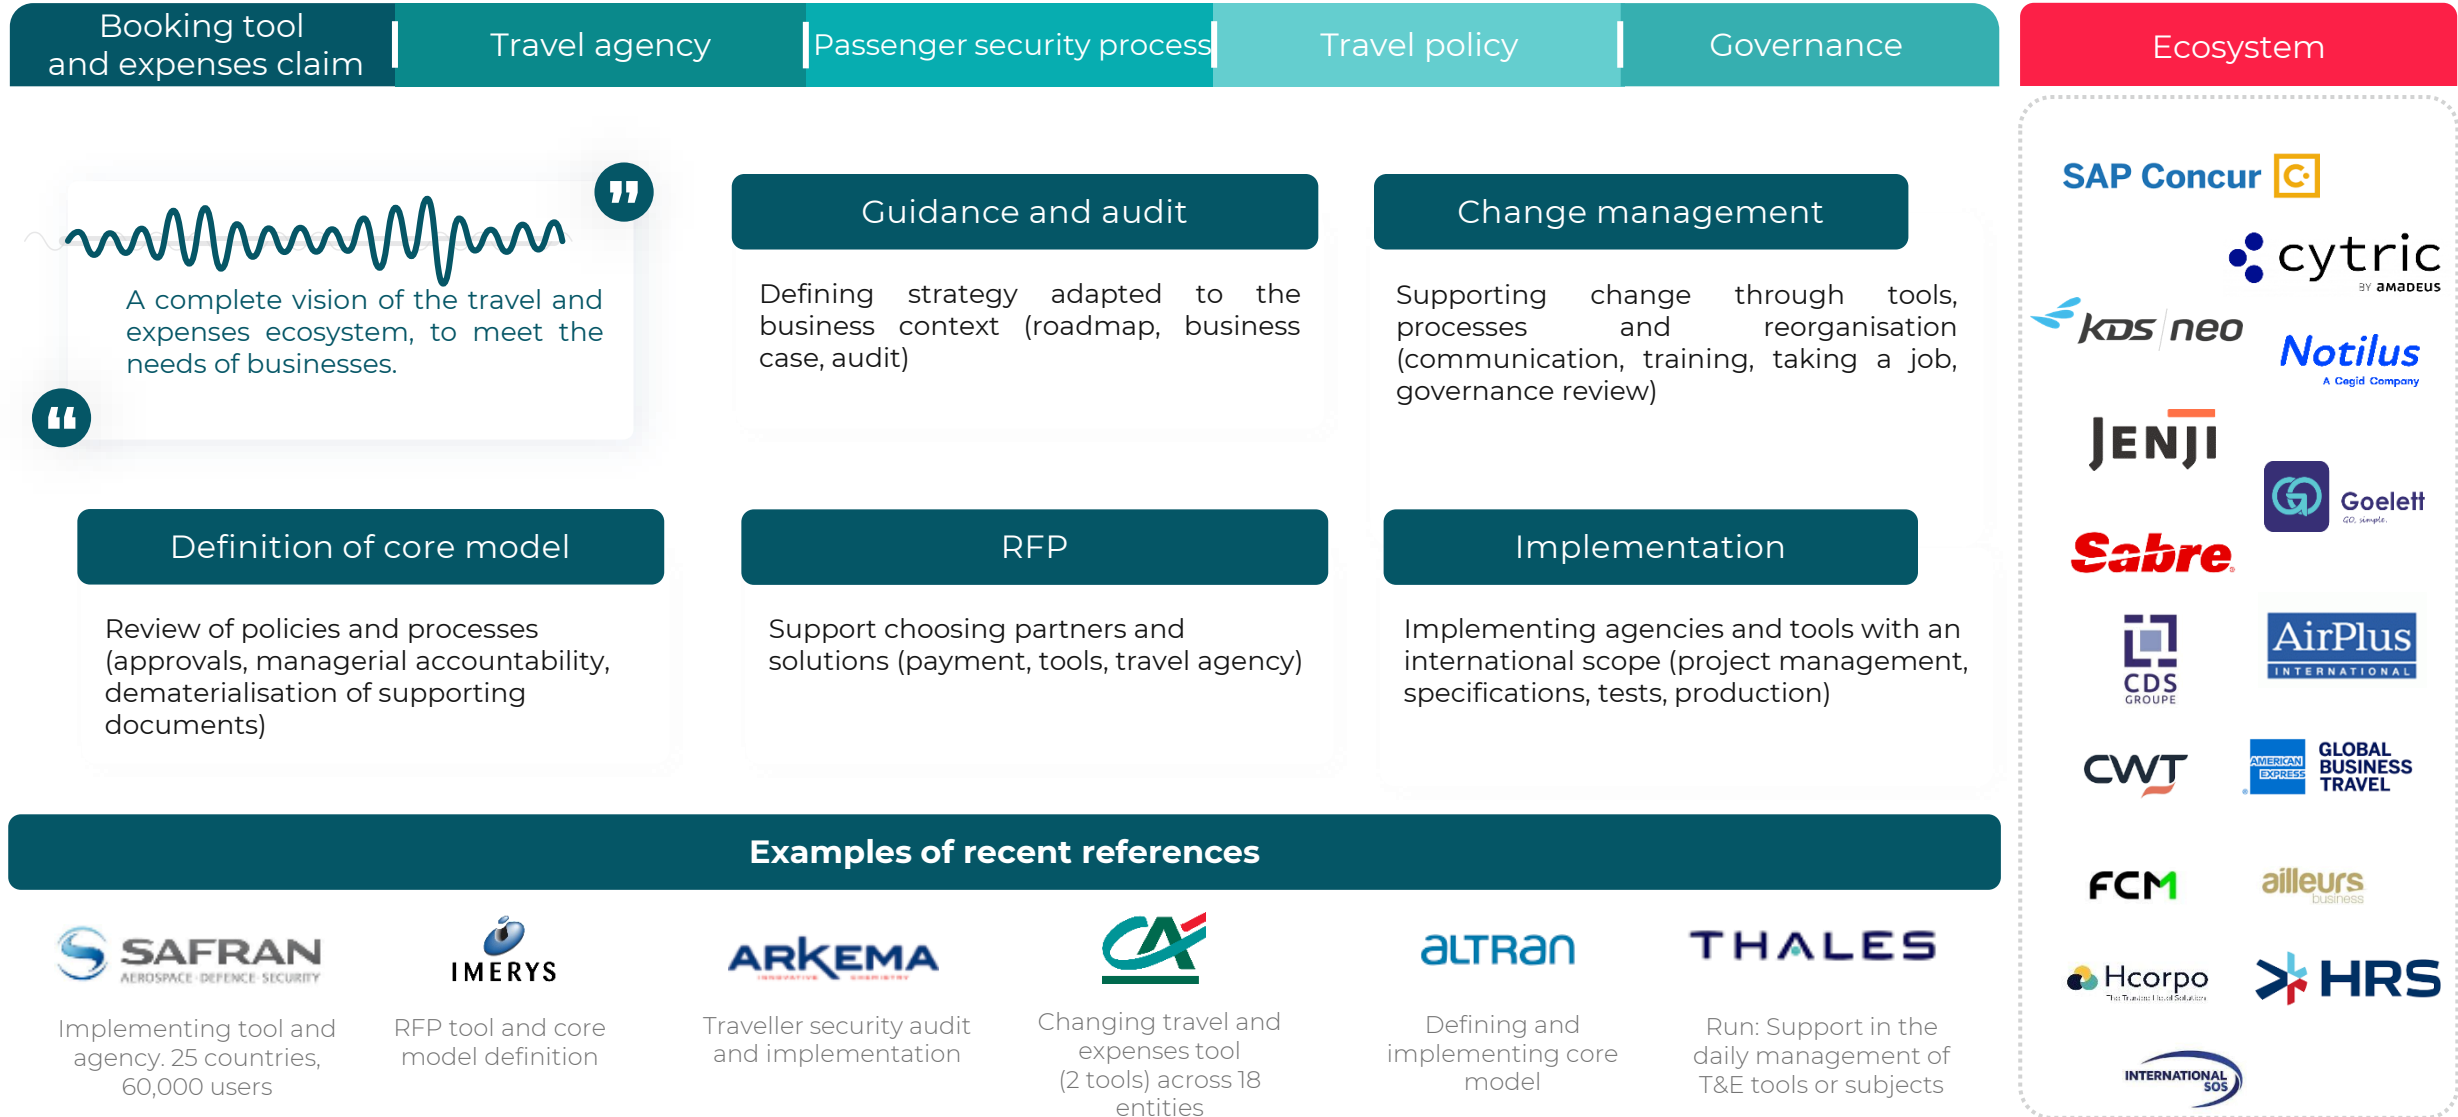 Booking tool
and expenses claim
Travel agency
Passenger security process
Travel policy
Governance
Ecosystem
”
A complete vision of the travel and
expenses ecosystem, to meet the
needs of businesses.
“
Guidance and audit
Defining strategy adapted to the
business context (roadmap, business
case, audit)
Change management
Supporting change through tools,
processes and reorganisation
(communication, training, taking a job,
governance review)
Definition of core model
Review of policies and processes
(approvals, managerial accountability,
dematerialisation of supporting
documents)
RFP
Support choosing partners and
solutions (payment, tools, travel agency)
Implementation
Implementing agencies and tools with an
international scope (project management,
specifications, tests, production)
Examples of recent references
SAFRAN
AEROSPACE · DEFENCE · SECURITY
Implementing tool and
agency. 25 countries,
60,000 users
IMERYS
RFP tool and core
model definition
ARKEMA
INNOVATIVE CHEMISTRY
Traveller security audit
and implementation
CA
Changing travel and
expenses tool
(2 tools) across 18
entities
aLTRan
Defining and
implementing core
model
THALES
Run: Support in the
daily management of
T&E tools or subjects
SAP Concur C.
cytric
BY aMaDEUS
KDS neo
Notilus
A Cegid Company
JENJI
Goelett
GO, simple.
Sabre
CDS
GROUPE
AirPlus
INTERNATIONAL
CWT
AMERICAN
EXPRESS
GLOBAL
BUSINESS
TRAVEL
FCM
ailleurs
business
Hcorpo
The Trusted Hotel Solution
HRS
INTERNATIONAL
SOS